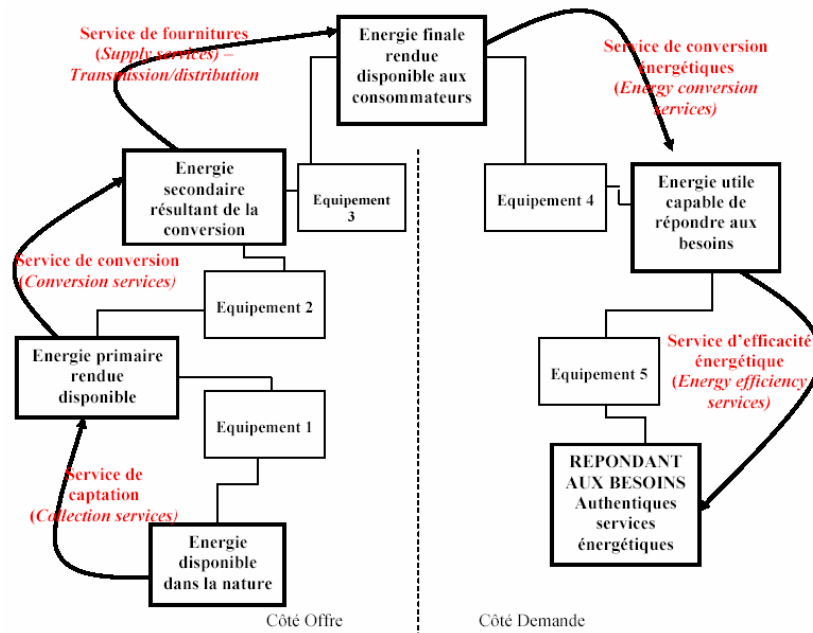 Service de fournitures
(Supply services) –
Transmission/distribution
Energie finale
rendue
disponible aux
consommateurs
Service de conversion
énergétiques
(Energy conversion
services)
Energie
secondaire
résultant de la
conversion
Equipement
3
Equipement 4
Energie utile
capable de
répondre aux
besoins
Service de conversion
(Conversion services)
Equipement 2
Energie primaire
rendue
disponible
Equipement 1
Service d'efficacité
énergétique
(Energy efficiency
services)
Equipement 5
Service de
captation
(Collection services)
Energie
disponible
dans la nature
REPONDANT
AUX BESOINS
Authentiques
services
énergétiques
Côté Offre
Côté Demande